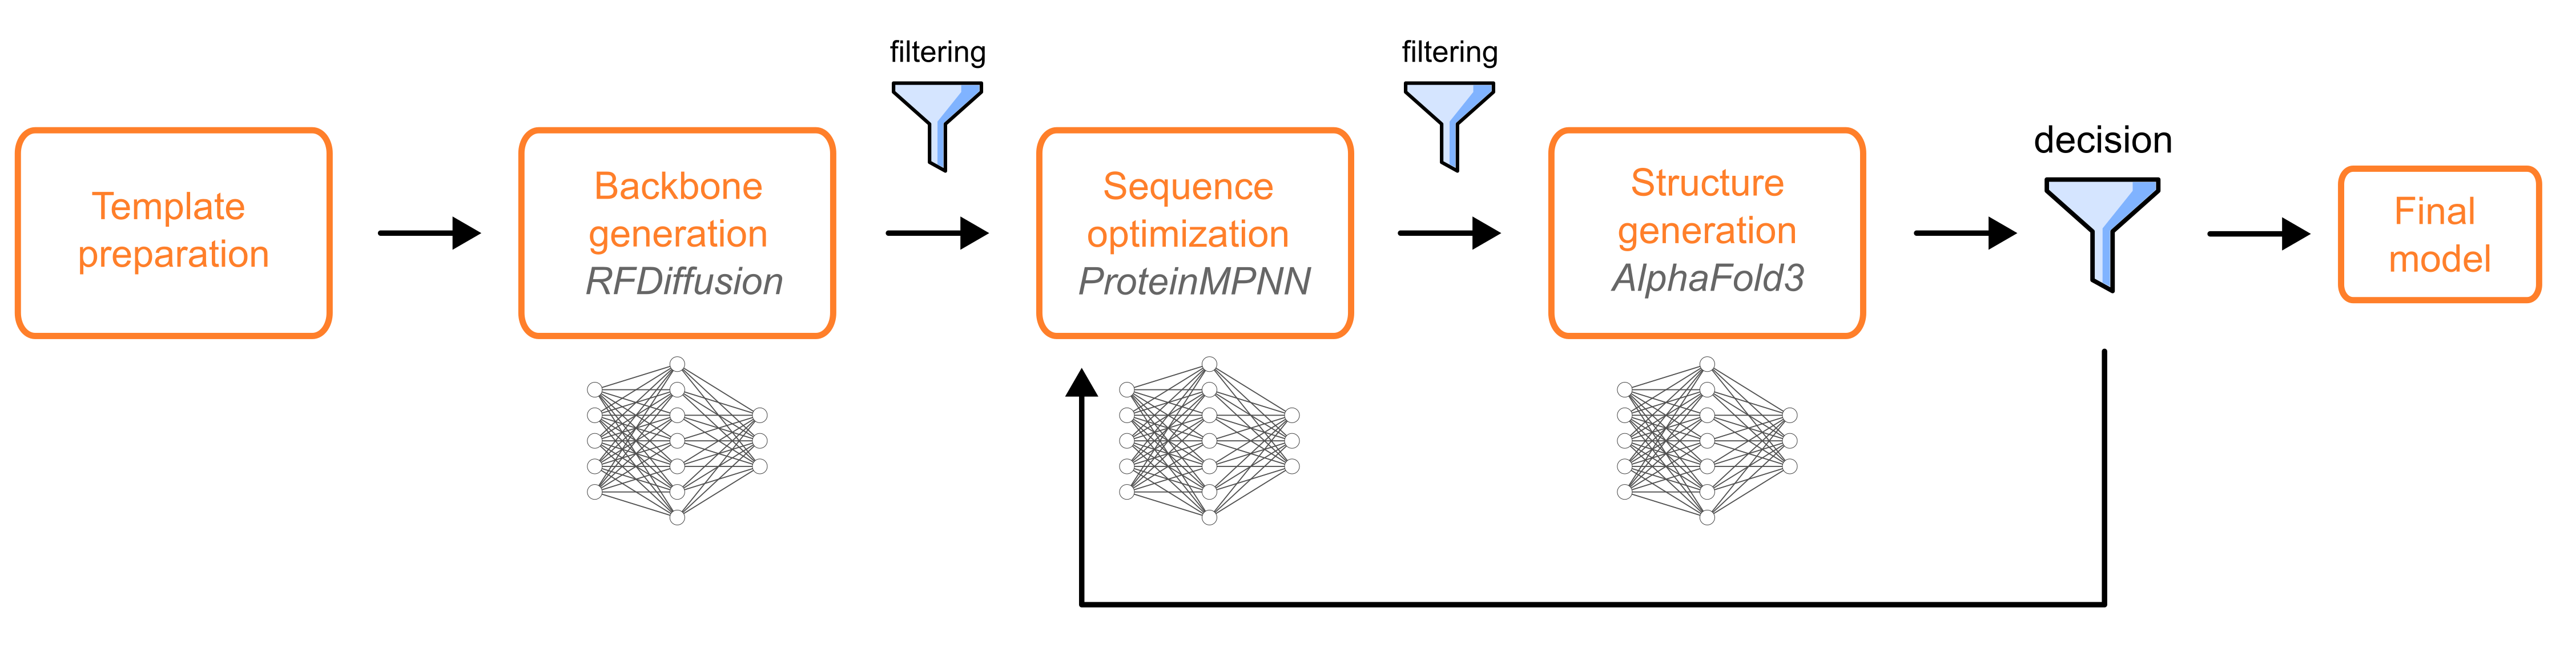 filtering
filtering
decision
Template
preparation
Backbone
generation
RFDiffusion
Sequence
optimization
ProteinMPNN
Structure
generation
AlphaFold3
Final
model